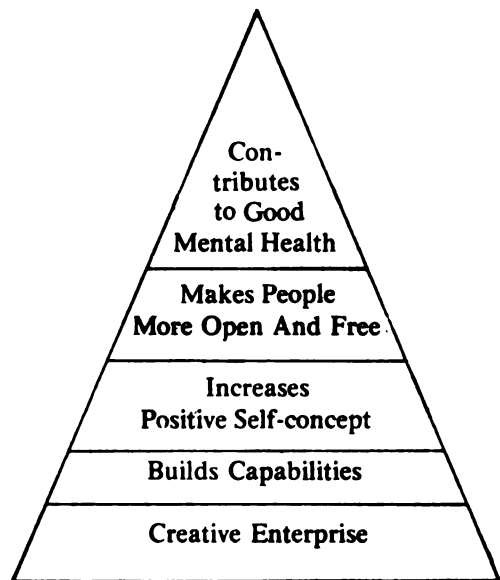 Con-
tributes
to Good
Mental Health
Makes People
More Open And Free
Increases
Positive Self-concept
Builds Capabilities
Creative Enterprise